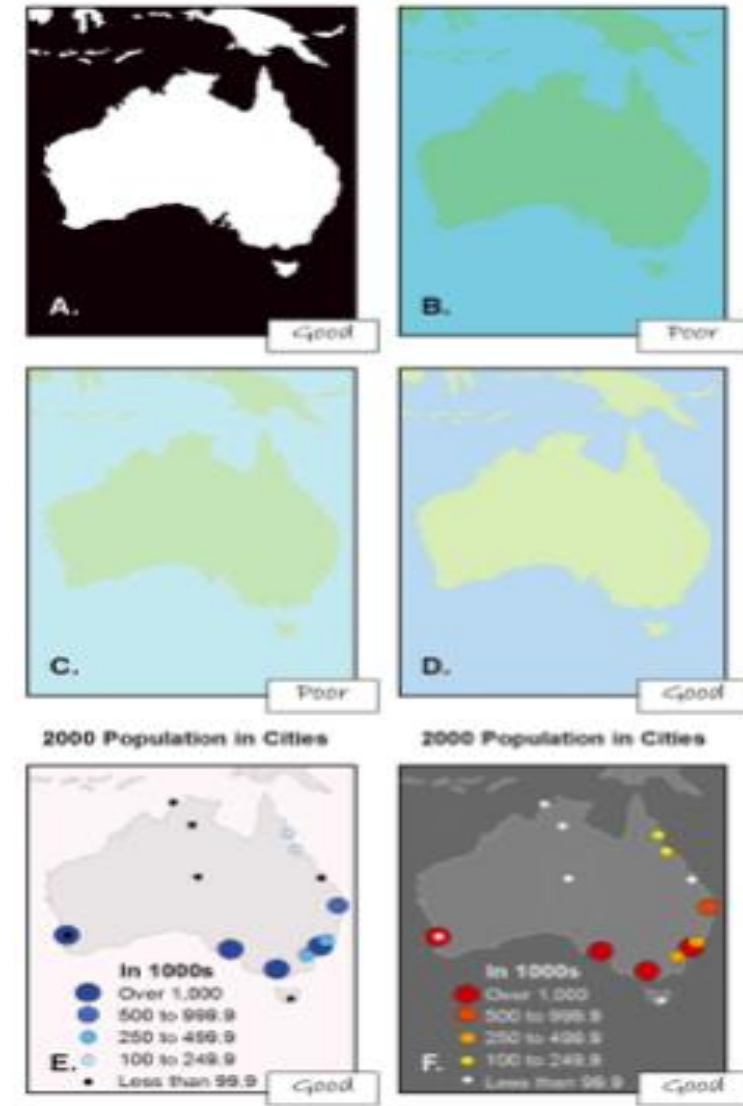 A.
Good
B.
Poor
C.
Poor
D.
Good
2000 Population in Cities
In 1000s
Over 1,000
500 to 999.9
250 to 499.9
100 to 249.9
Less than 99.9
E.
Good
2000 Population in Cities
In 1000s
Over 1,000
500 to 999.9
250 to 499.9
100 to 249.9
Less than 99.9
F.
Good